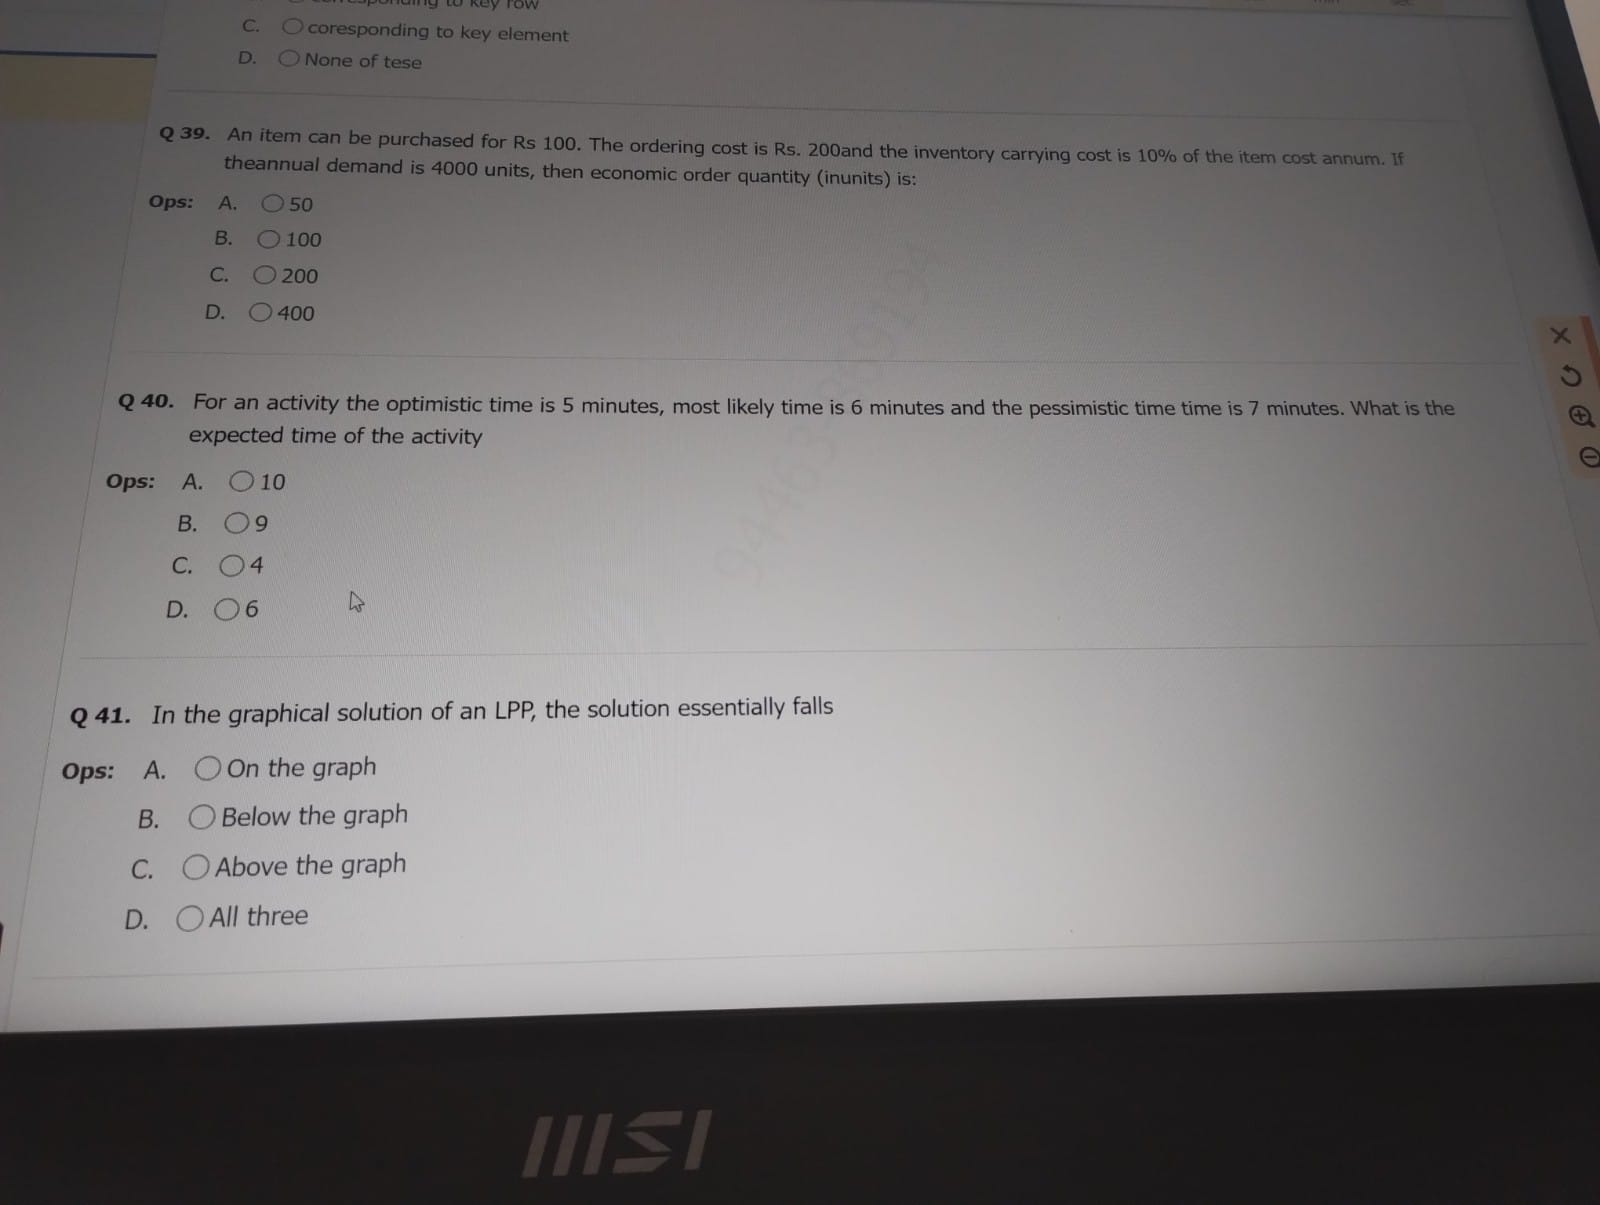 corresponding to key row
C. coresponding to key element
D. None of tese
Q 39. An item can be purchased for Rs 100. The ordering cost is Rs. 200and the inventory carrying cost is 10% of the item cost annum. If
theannual demand is 4000 units, then economic order quantity (inunits) is:
Ops: A. 50
B. 100
C. 200
D. 400
Q 40. For an activity the optimistic time is 5 minutes, most likely time is 6 minutes and the pessimistic time time is 7 minutes. What is the
expected time of the activity
Ops: A. 10
B. 9
C. 4
D. 6
Q 41. In the graphical solution of an LPP, the solution essentially falls
Ops: A. On the graph
B. Below the graph
C. Above the graph
D. All three
msi